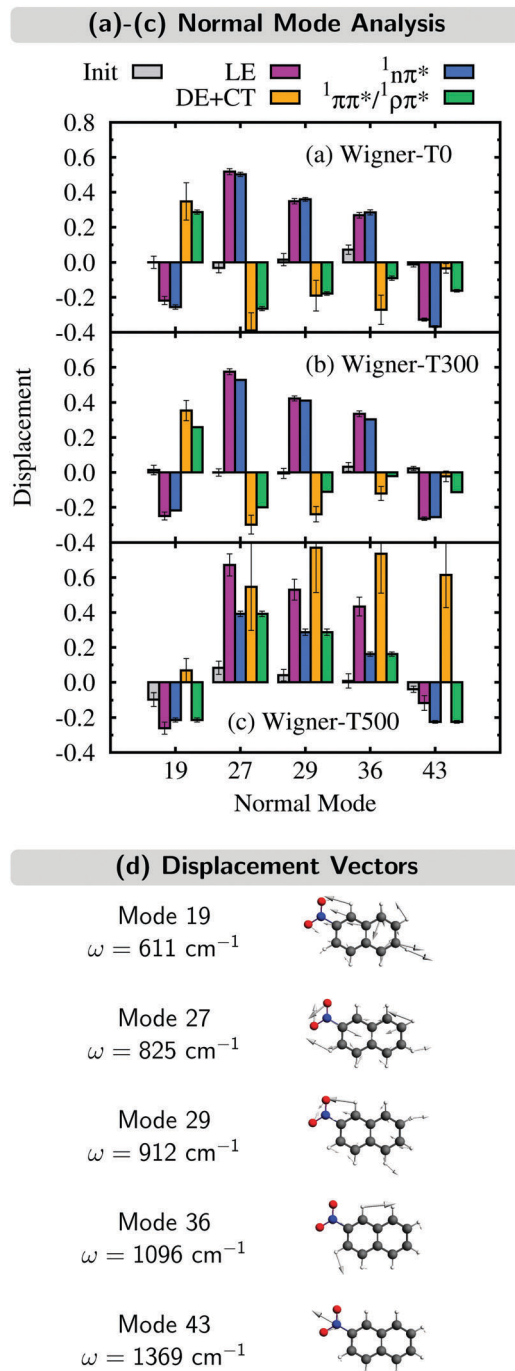 (a)-(c) Normal Mode Analysis
Init LE ¹nπ*
DE+CT ¹ππ*/¹ρπ*
0.8
(a) Wigner-T0
0.6
0.4
0.2
0.0
-0.2
-0.4
(b) Wigner-T300
0.6
0.4
0.2
0.0
-0.2
-0.4
0.6
0.4
0.2
0.0
-0.2
(c) Wigner-T500
-0.4
Displacement
19 27 29 36 43
Normal Mode
(d) Displacement Vectors
Mode 19
ω = 611 cm⁻¹
Mode 27
ω = 825 cm⁻¹
Mode 29
ω = 912 cm⁻¹
Mode 36
ω = 1096 cm⁻¹
Mode 43
ω = 1369 cm⁻¹